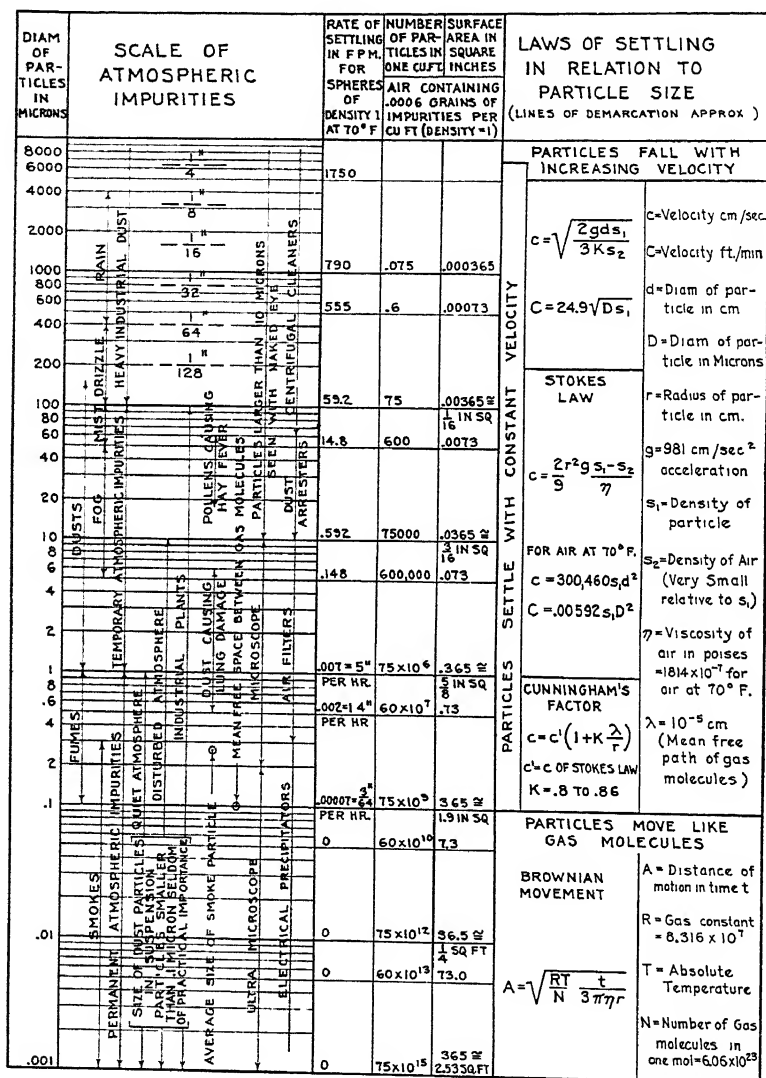 DIAM
OF
PAR-
TICLES
IN
MICRONS
SCALE OF
ATMOSPHERIC
IMPURITIES
RATE OF
SETTLING
IN F P M.
FOR
SPHERES
OF
DENSITY 1
AT 70° F
NUMBER
OF PAR-
TICLES IN
ONE CU.FT.
SURFACE
AREA IN
SQUARE
INCHES
AIR CONTAINING
.0006 GRAINS OF
IMPURITIES PER
CU FT (DENSITY =1)
LAWS OF SETTLING
IN RELATION TO
PARTICLE SIZE
(LINES OF DEMARCATION APPROX )
8000
6000
4000
2000
1000
800
600
400
200
100
80
60
40
20
10
8
6
4
2
1
.8
.6
.4
.2
.1
.01
.001
1/4"
1/8"
1/16"
1/32"
1/64"
1/128"
RAIN
DRIZZLE
MIST
FOG
DUSTS
FUMES
SMOKES
HEAVY INDUSTRIAL DUST
TEMPORARY ATMOSPHERIC IMPURITIES
PERMANENT ATMOSPHERIC IMPURITIES
SIZE OF DUST PARTICLES
IN SUSPENSION
QUIET ATMOSPHERE
DISTURBED ATMOSPHERE
INDUSTRIAL PLANTS
PARTICLES SMALLER
THAN .1 MICRON SELDOM
OF PRACTICAL IMPORTANCE
POLLENS CAUSING
HAY FEVER
DUST CAUSING
LUNG DAMAGE
AVERAGE SIZE OF SMOKE PARTICLE
MEAN FREE SPACE BETWEEN GAS MOLECULES
PARTICLES LARGER THAN 10 MICRONS
SEEN WITH NAKED EYE
MICROSCOPE
ULTRA MICROSCOPE
CENTRIFUGAL CLEANERS
DUST
ARRESTERS
AIR FILTERS
ELECTRICAL PRECIPITATORS
1750
790 .075 .000365
555 .6 .00073
59.2 75 .00365 ≅
1/16 IN SQ
14.8 600 .0073
.592 75000 .0365 ≅
3/16 IN SQ
.148 600,000 .073
.007 = 5" 75x10⁶ .365 ≅
PER HR.
5/8 IN SQ
.002=1 4" 60x10⁷ .73
PER HR
.00007=3/64" 75x10⁹ 3 65 ≅
PER HR.
1.9 IN SQ
0 60x10¹⁰ 7.3
0 75x10¹² 36.5 ≅
1/4 SQ FT
0 60x10¹³ 73.0
0 75x10¹⁵ 365 ≅
2.53 SQ.FT
PARTICLES SETTLE WITH CONSTANT VELOCITY
PARTICLES FALL WITH
INCREASING VELOCITY
c=√(2gds₁/3Ks₂)
C= 24.9√Ds₁
STOKES
LAW
c= 2r²g/9 s₁-s₂/η
FOR AIR AT 70° F.
c = 300,460s₁d²
C = .00592s₁D²
CUNNINGHAM'S
FACTOR
c=c'(1+K λ/r)
c'=c OF STOKES LAW
K= .8 TO .86
c=Velocity cm/sec
C=Velocity ft./min
d=Diam of par-
ticle in cm
D=Diam of par-
ticle in Microns
r=Radius of par-
ticle in cm.
g=981 cm/sec²
acceleration
s₁=Density of
particle
s₂=Density of Air
(Very Small
relative to s₁)
η=Viscosity of
air in poises
=1814x10⁻⁷ for
air at 70° F.
λ = 10⁻⁵ cm
(Mean free
path of gas
molecules )
PARTICLES MOVE LIKE
GAS MOLECULES
BROWNIAN
MOVEMENT
A=√(RT/N t/3πηr)
A = Distance of
motion in time t
R = Gas constant
= 8.316 x 10⁷
T = Absolute
Temperature
N=Number of Gas
molecules in
one mol=6.06x10²³